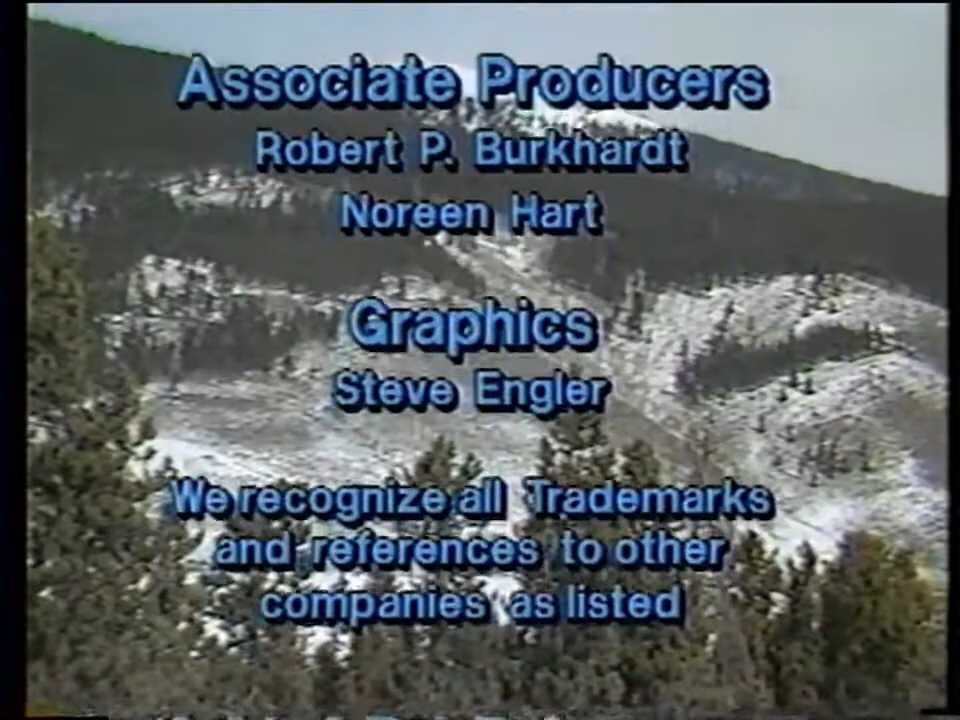 Associate Producers
Robert P. Burkhardt
Noreen Hart
Graphics
Steve Engler
We recognize all Trademarks
and references to other
companies as listed